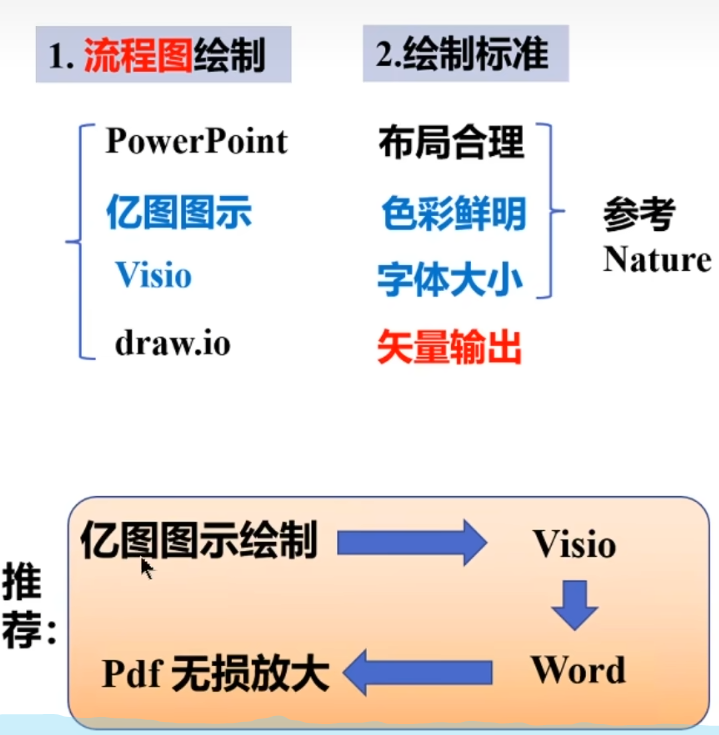 1. 流程图绘制
PowerPoint
亿图图示
Visio
draw.io
2.绘制标准
布局合理
色彩鲜明
字体大小
矢量输出
参考
Nature
推
荐：
亿图图示绘制
Visio
Word
Pdf 无损放大